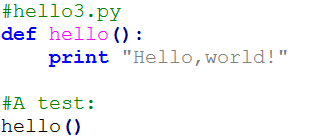 #hello3.py
def hello():
    print "Hello,world!"

#A test:
hello()